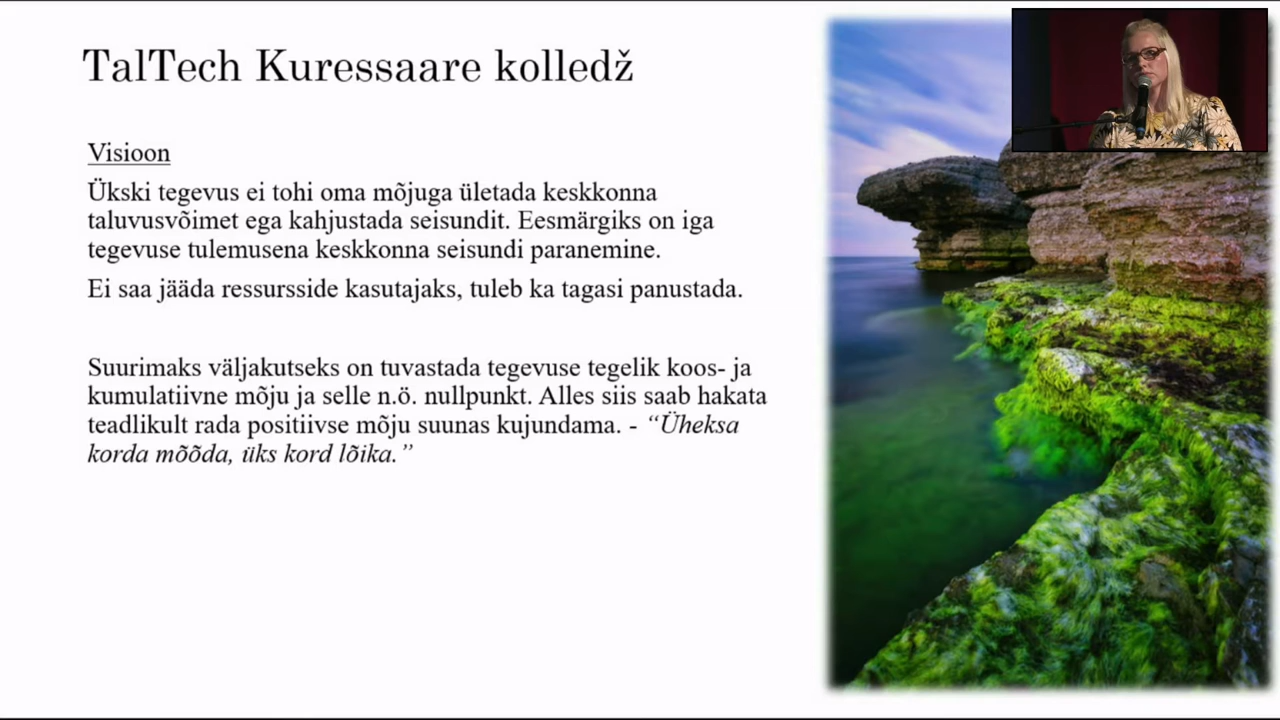 TalTech Kuressaare kolledž
Visioon
Ükski tegevus ei tohi oma mõjuga ületada keskkonna
taluvusvõimet ega kahjustada seisundit. Eesmärgiks on iga
tegevuse tulemusena keskkonna seisundi paranemine.
Ei saa jääda ressursside kasutajaks, tuleb ka tagasi panustada.
Suurimaks väljakutseks on tuvastada tegevuse tegelik koos- ja
kumulatiivne mõju ja selle n.ö. nullpunkt. Alles siis saab hakata
teadlikult rada positiivse mõju suunas kujundama. - “Üheksa
korda mõõda, üks kord lõika.”